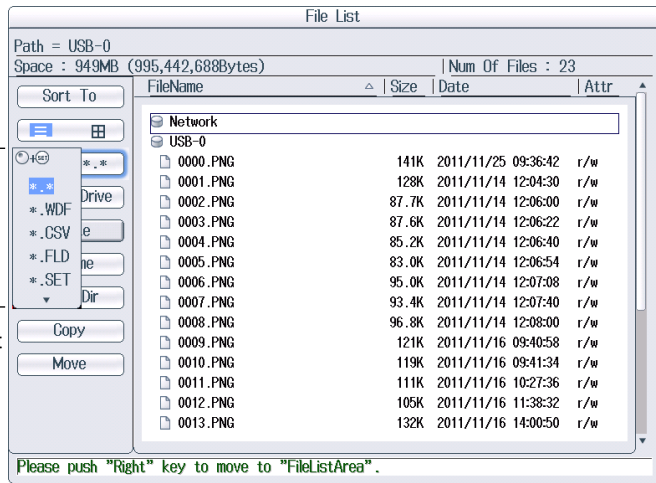 File List
Path = USB-0
Space : 949MB (995,442,688Bytes) Num Of Files : 23
Sort To
FileName Size Date Attr
Network
USB-0
0000.PNG 141K 2011/11/25 09:36:42 r/w
0001.PNG 128K 2011/11/14 12:04:30 r/w
0002.PNG 87.7K 2011/11/14 12:06:00 r/w
0003.PNG 87.6K 2011/11/14 12:06:22 r/w
0004.PNG 85.2K 2011/11/14 12:06:40 r/w
0005.PNG 83.0K 2011/11/14 12:06:54 r/w
0006.PNG 95.0K 2011/11/14 12:07:08 r/w
0007.PNG 93.4K 2011/11/14 12:07:40 r/w
0008.PNG 96.8K 2011/11/14 12:08:00 r/w
0009.PNG 121K 2011/11/16 09:40:58 r/w
0010.PNG 119K 2011/11/16 09:41:34 r/w
0011.PNG 111K 2011/11/16 10:27:36 r/w
0012.PNG 105K 2011/11/16 11:38:32 r/w
0013.PNG 132K 2011/11/16 14:00:50 r/w
+SET
*.*
*.WDF
*.CSV
*.FLD
*.SET
*.*
Drive
e
me
Dir
Copy
Move
Please push "Right" key to move to "FileListArea".